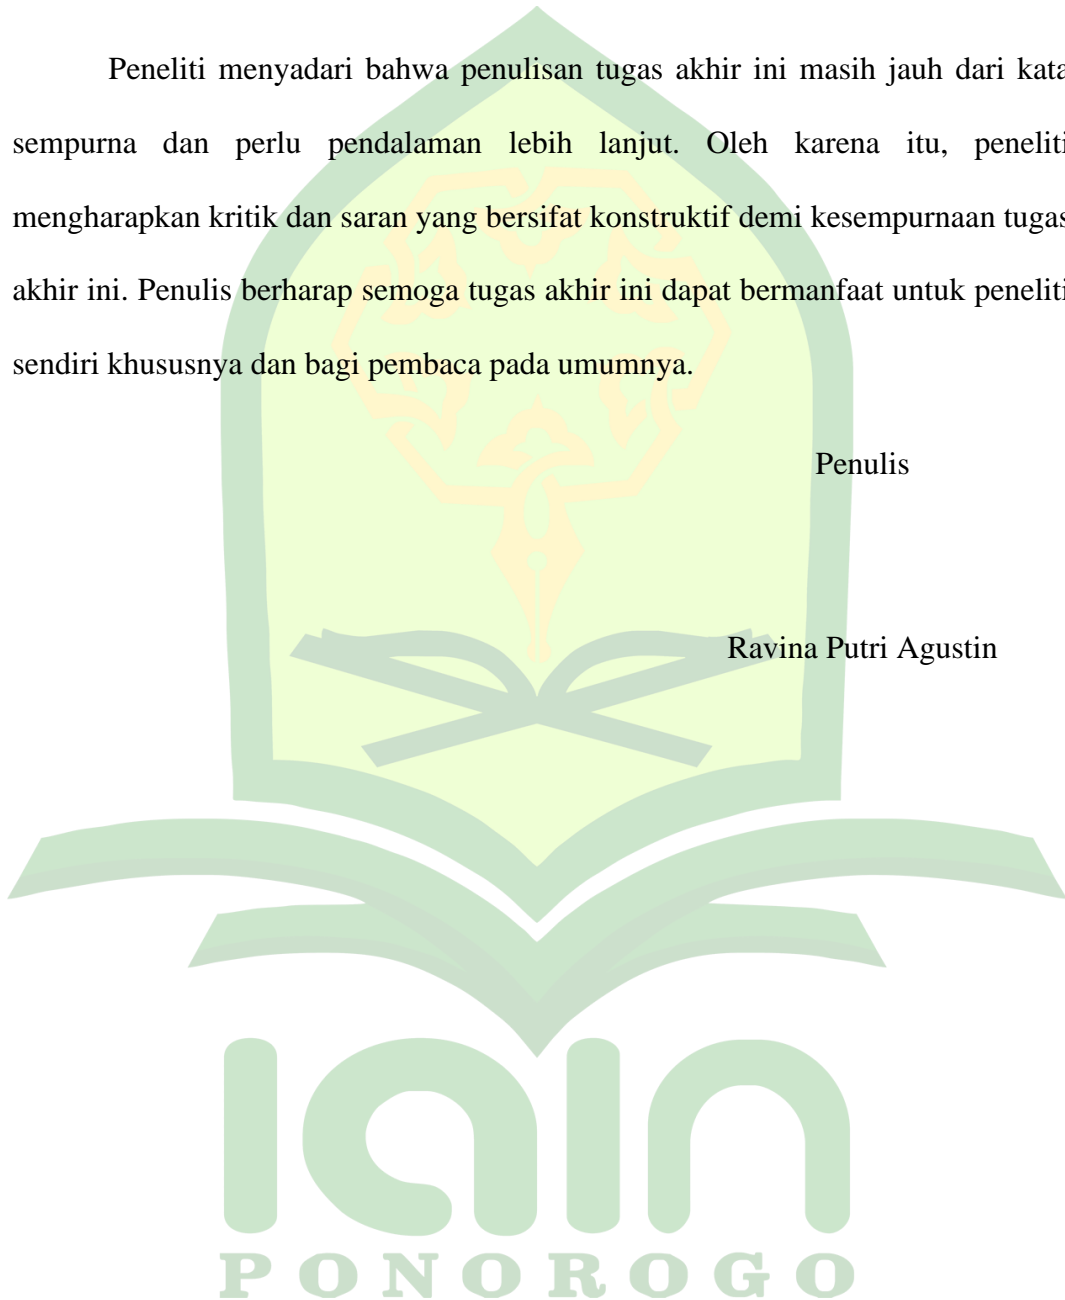 Peneliti menyadari bahwa penulisan tugas akhir ini masih jauh dari kata
sempurna dan perlu pendalaman lebih lanjut. Oleh karena itu, peneliti
mengharapkan kritik dan saran yang bersifat konstruktif demi kesempurnaan tugas
akhir ini. Penulis berharap semoga tugas akhir ini dapat bermanfaat untuk peneliti
sendiri khususnya dan bagi pembaca pada umumnya.
Penulis
Ravina Putri Agustin
IAIN
PONOROGO